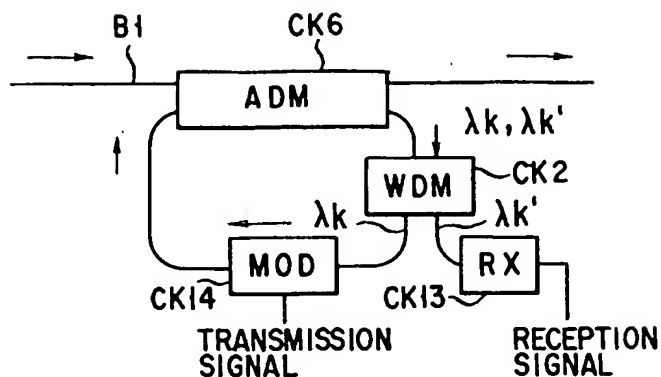 B1
CK6
ADM
λk, λk'
WDM
CK2
λk
λk'
MOD
RX
CK14
CK13
TRANSMISSION
SIGNAL
RECEPTION
SIGNAL